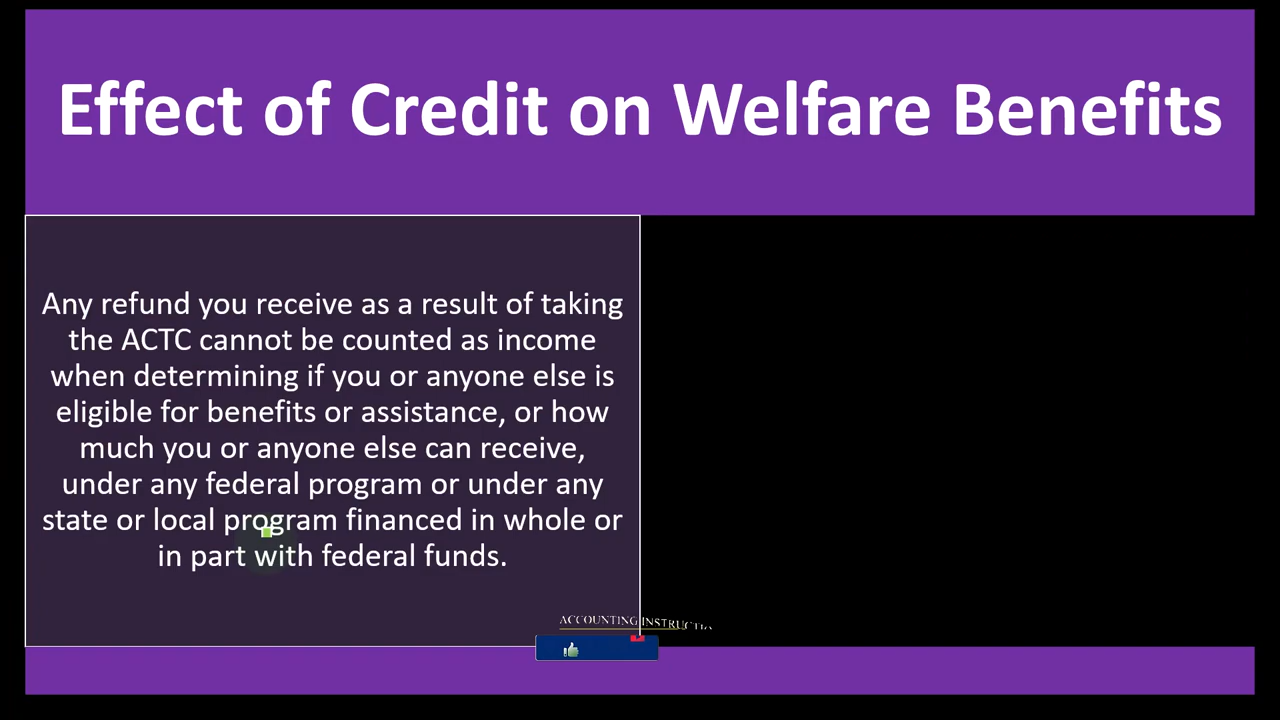 Effect of Credit on Welfare Benefits
Any refund you receive as a result of taking
the ACTC cannot be counted as income
when determining if you or anyone else is
eligible for benefits or assistance, or how
much you or anyone else can receive,
under any federal program or under any
state or local program financed in whole or
in part with federal funds.
ACCOUNTING INSTRUCTIO